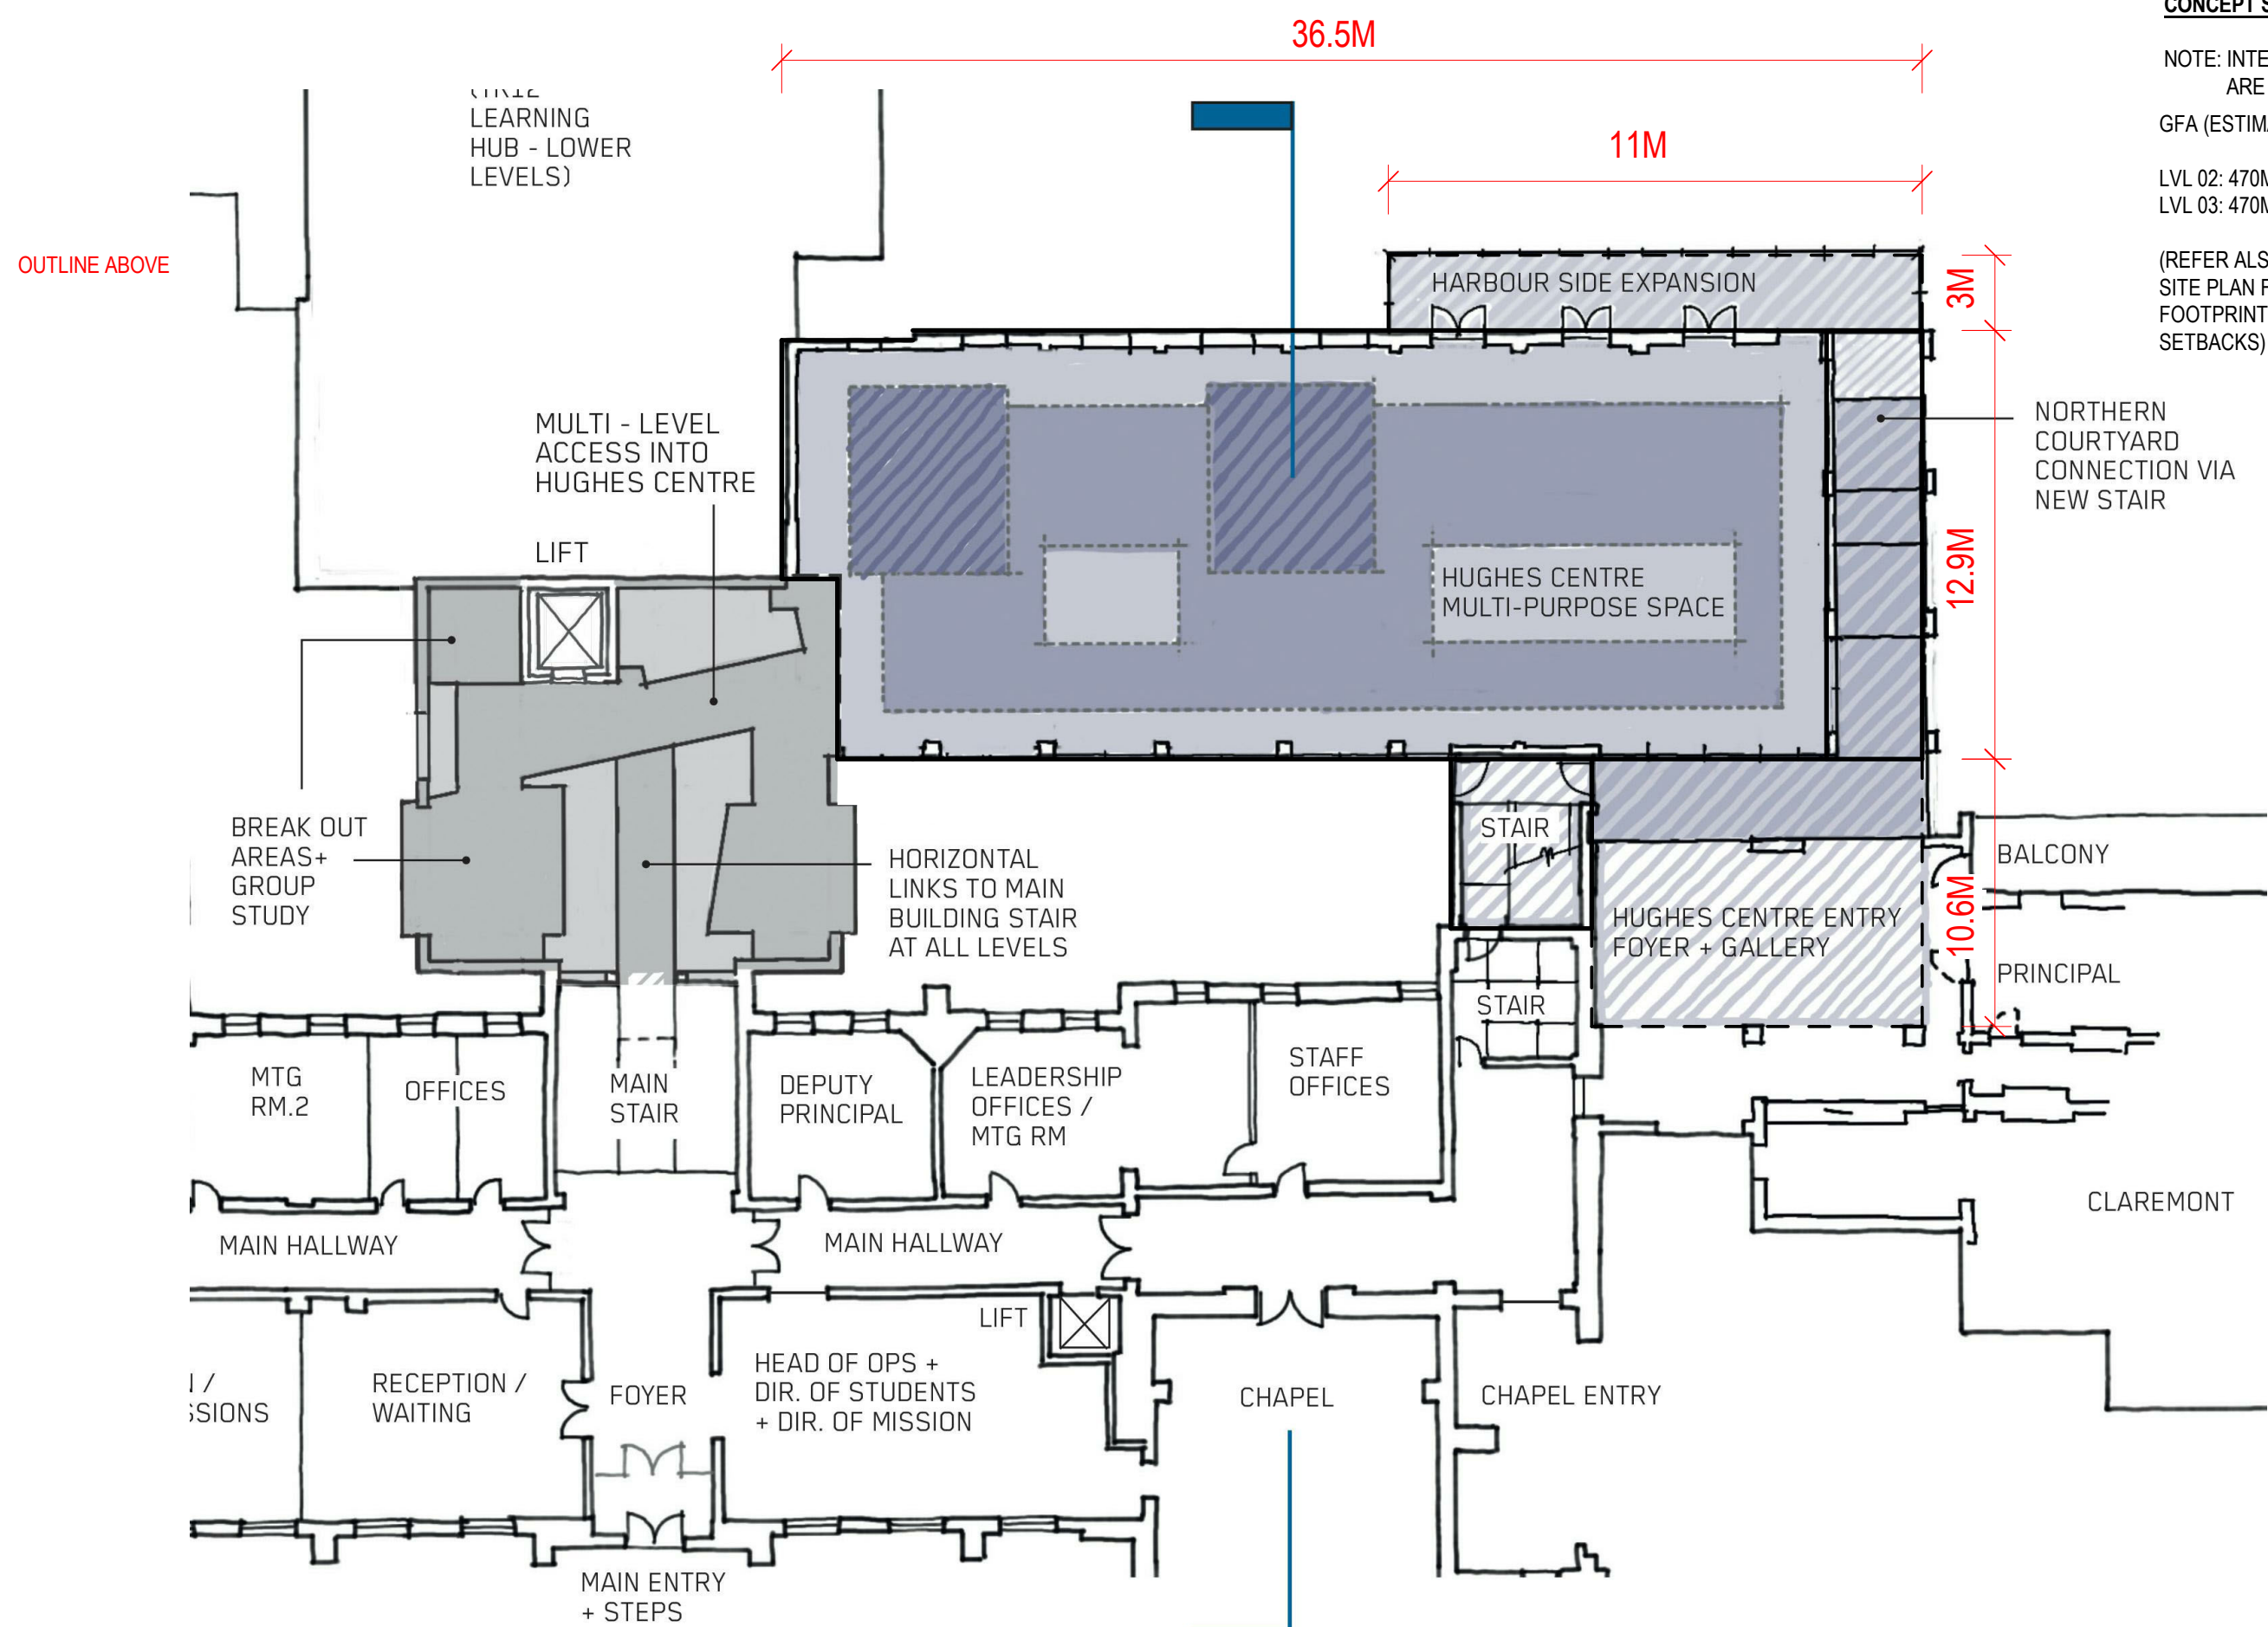 CONCEPT
NOTE:
ARE
GFA
LVL 02:
LVL 03:
(REFER
SITE PLAN
FOOTPRINT
SETBACKS)
36.5M
11M
3M
12.9M
10.6M
OUTLINE ABOVE
LEARNING
HUB - LOWER
LEVELS)
HARBOUR SIDE EXPANSION
MULTI - LEVEL
ACCESS INTO
HUGHES CENTRE
LIFT
NORTHERN
COURTYARD
CONNECTION VIA
NEW STAIR
HUGHES CENTRE
MULTI-PURPOSE SPACE
BREAK OUT
AREAS+
GROUP
STUDY
HORIZONTAL
LINKS TO MAIN
BUILDING STAIR
AT ALL LEVELS
STAIR
BALCONY
HUGHES CENTRE ENTRY
FOYER + GALLERY
PRINCIPAL
STAIR
MTG
RM.2
OFFICES
MAIN
STAIR
DEPUTY
PRINCIPAL
LEADERSHIP
OFFICES /
MTG RM
STAFF
OFFICES
CLAREMONT
MAIN HALLWAY
MAIN HALLWAY
LIFT
RECEPTION /
WAITING
FOYER
HEAD OF OPS +
DIR. OF STUDENTS
+ DIR. OF MISSION
CHAPEL
CHAPEL ENTRY
MAIN ENTRY
+ STEPS